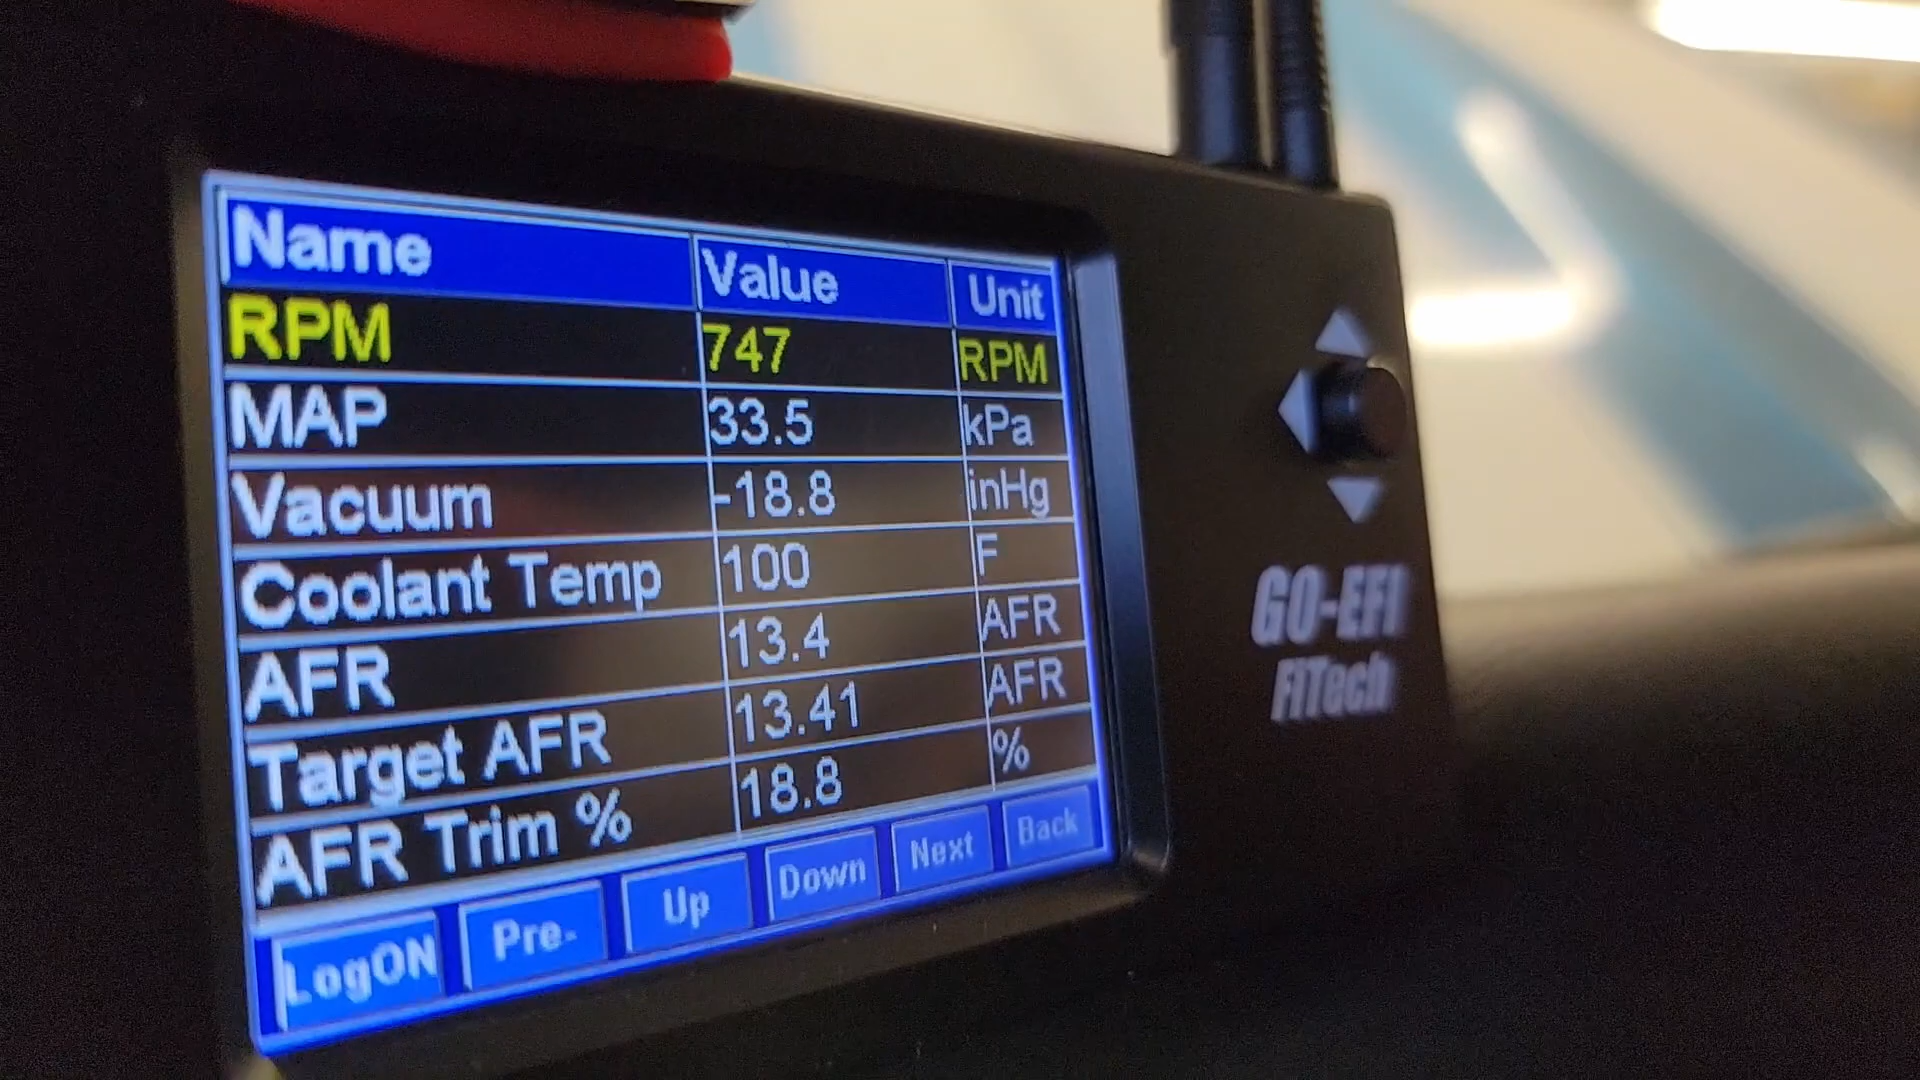 Name Value Unit
RPM 747 RPM
MAP 33.5 kPa
Vacuum -18.8 inHg
Coolant Temp 100 F
AFR 13.4 AFR
Target AFR 13.41 AFR
AFR Trim % 18.8 %
LogON Pre- Up Down Next Back
GO-EFI
FITech